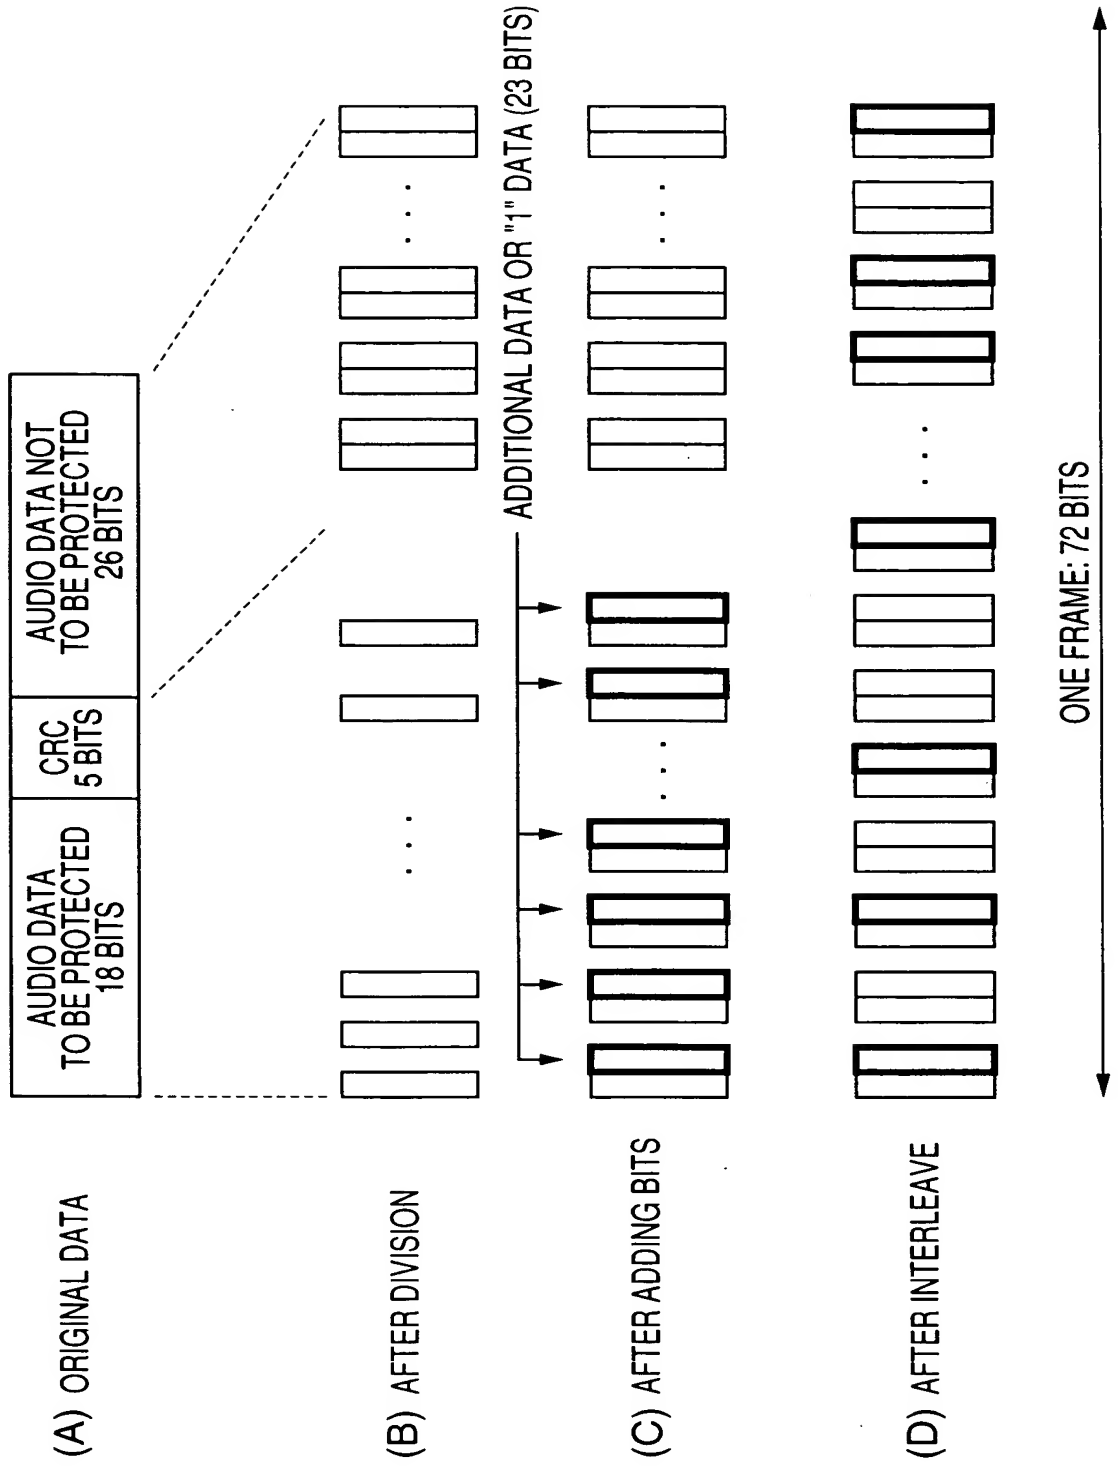 (A) ORIGINAL DATA
AUDIO DATA
TO BE PROTECTED
18 BITS
CRC
5 BITS
AUDIO DATA NOT
TO BE PROTECTED
26 BITS
(B) AFTER DIVISION
ADDITIONAL DATA OR "1" DATA (23 BITS)
(C) AFTER ADDING BITS
(D) AFTER INTERLEAVE
ONE FRAME: 72 BITS